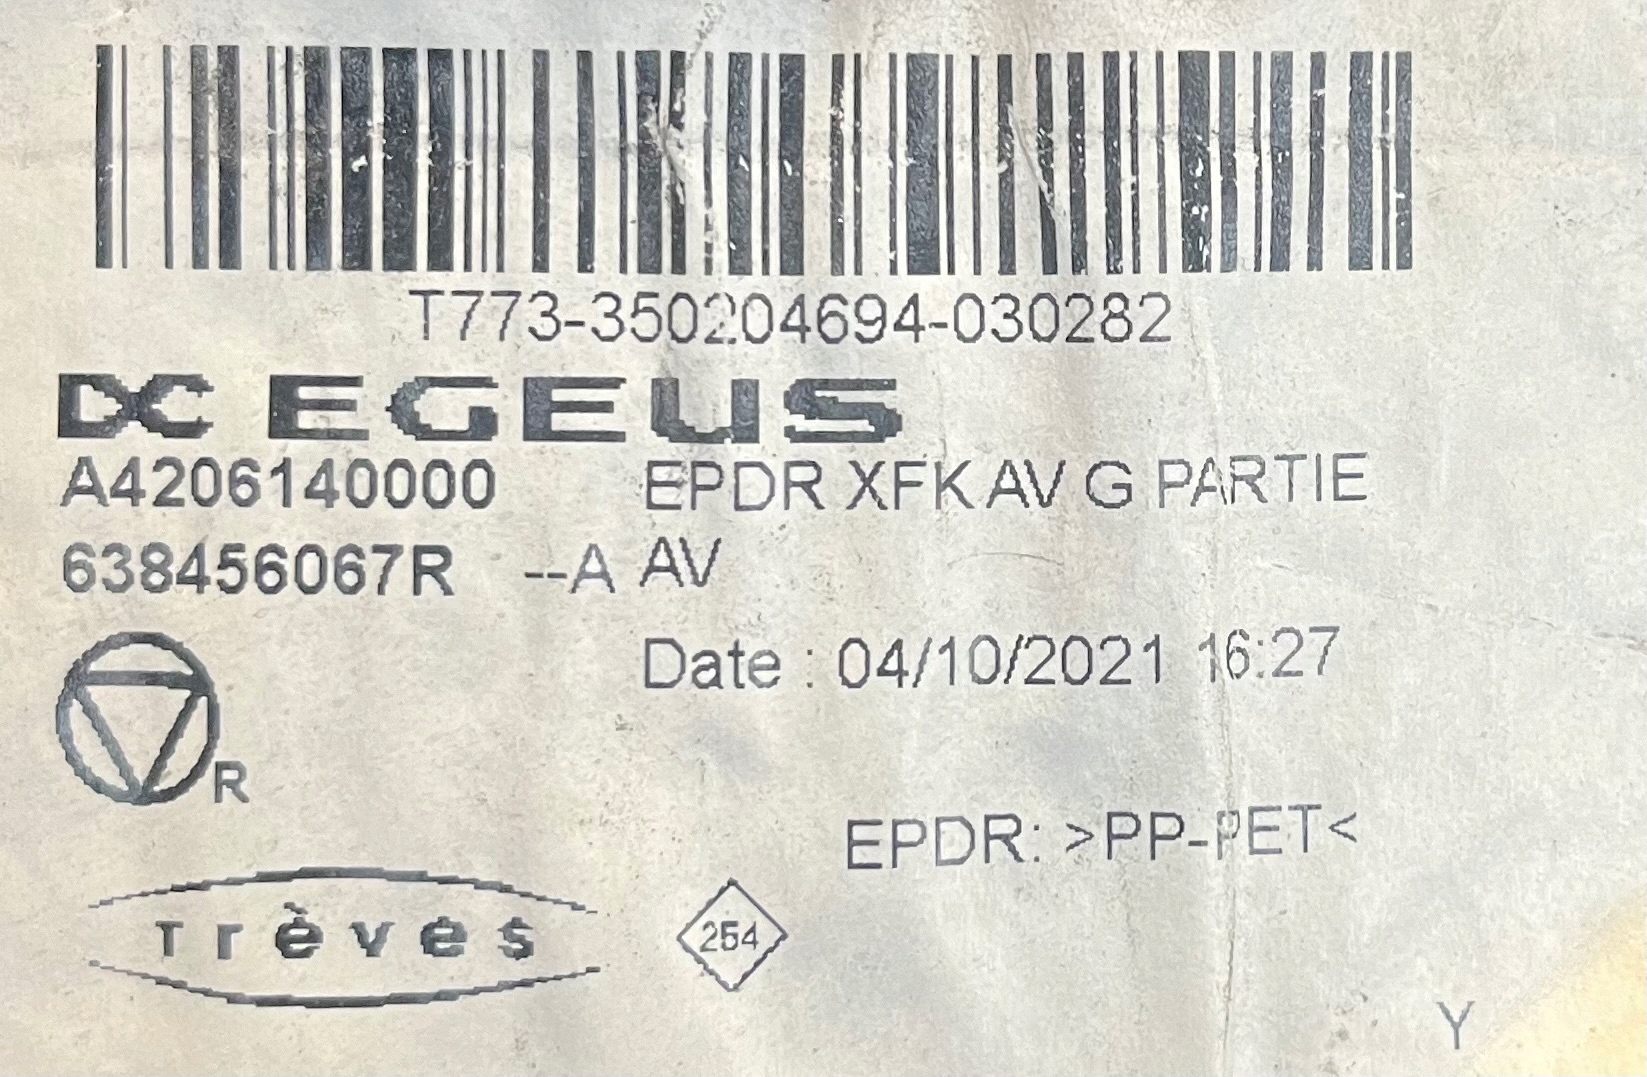 T773-350204694-030282
DC EGEUS
A4206140000 EPDR XFK AV G PARTIE
638456067R --A AV
Date : 04/10/2021 16:27
R
EPDR: >PP-PET<
Trèves
254
Y